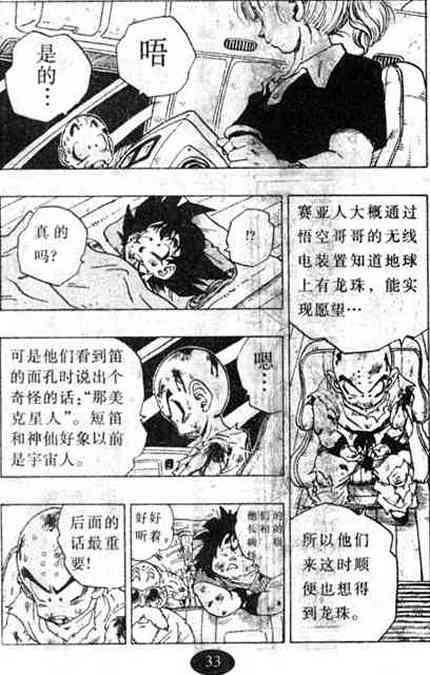 唔
是
的…
赛亚人大概通过
悟空哥哥的无线
电装置知道地球
上有龙珠，能实
现愿望…
所以他们
来这时顺
便也想得
到龙珠。
!?
真的
吗？
嗯…
可是他们看到笛
的面孔时说出个
奇怪的话：“那美
克星人”。短笛
和神仙好象以前
是宇宙人。
好好
听着。
后面的
话最重
要！
33